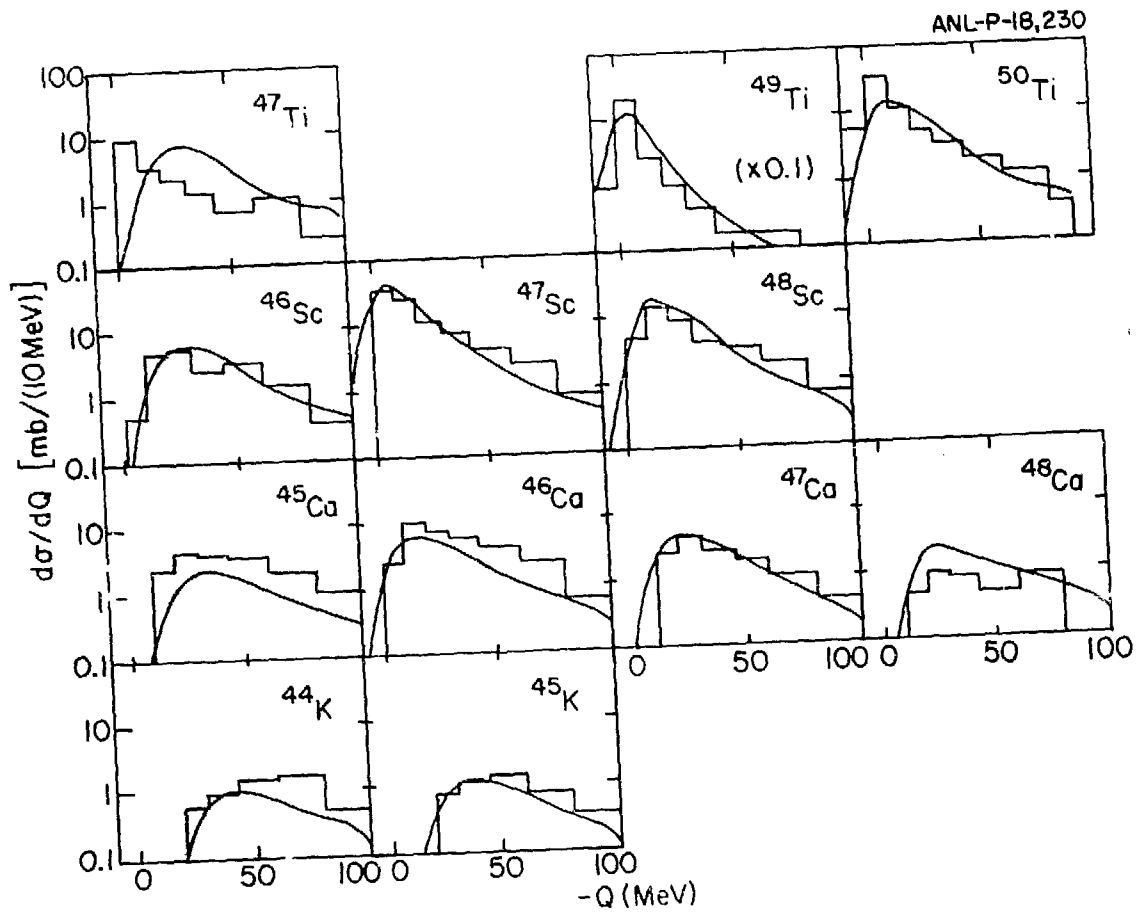 ANL-P-18,230
100
10
1
0.1
47Ti
49Ti
(x0.1)
50Ti
10
1
0.1
46Sc
47Sc
48Sc
10
1
0.1
45Ca
46Ca
47Ca
48Ca
0 50 100 0 50 100
10
1
0.1
44K
45K
0 50 100 0 50 100
dσ/dQ [mb/(10MeV)]
-Q (MeV)